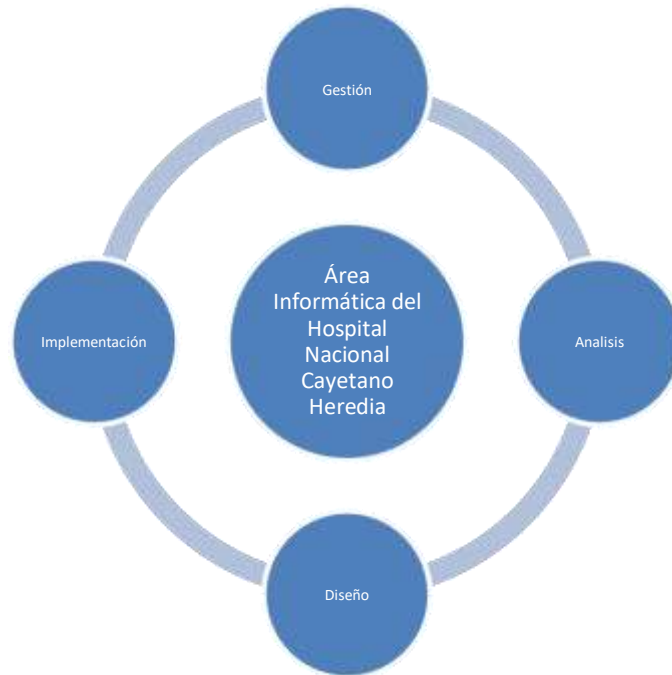 Gestión
Área
Informática del
Hospital
Nacional
Cayetano
Heredia
Implementación
Analisis
Diseño